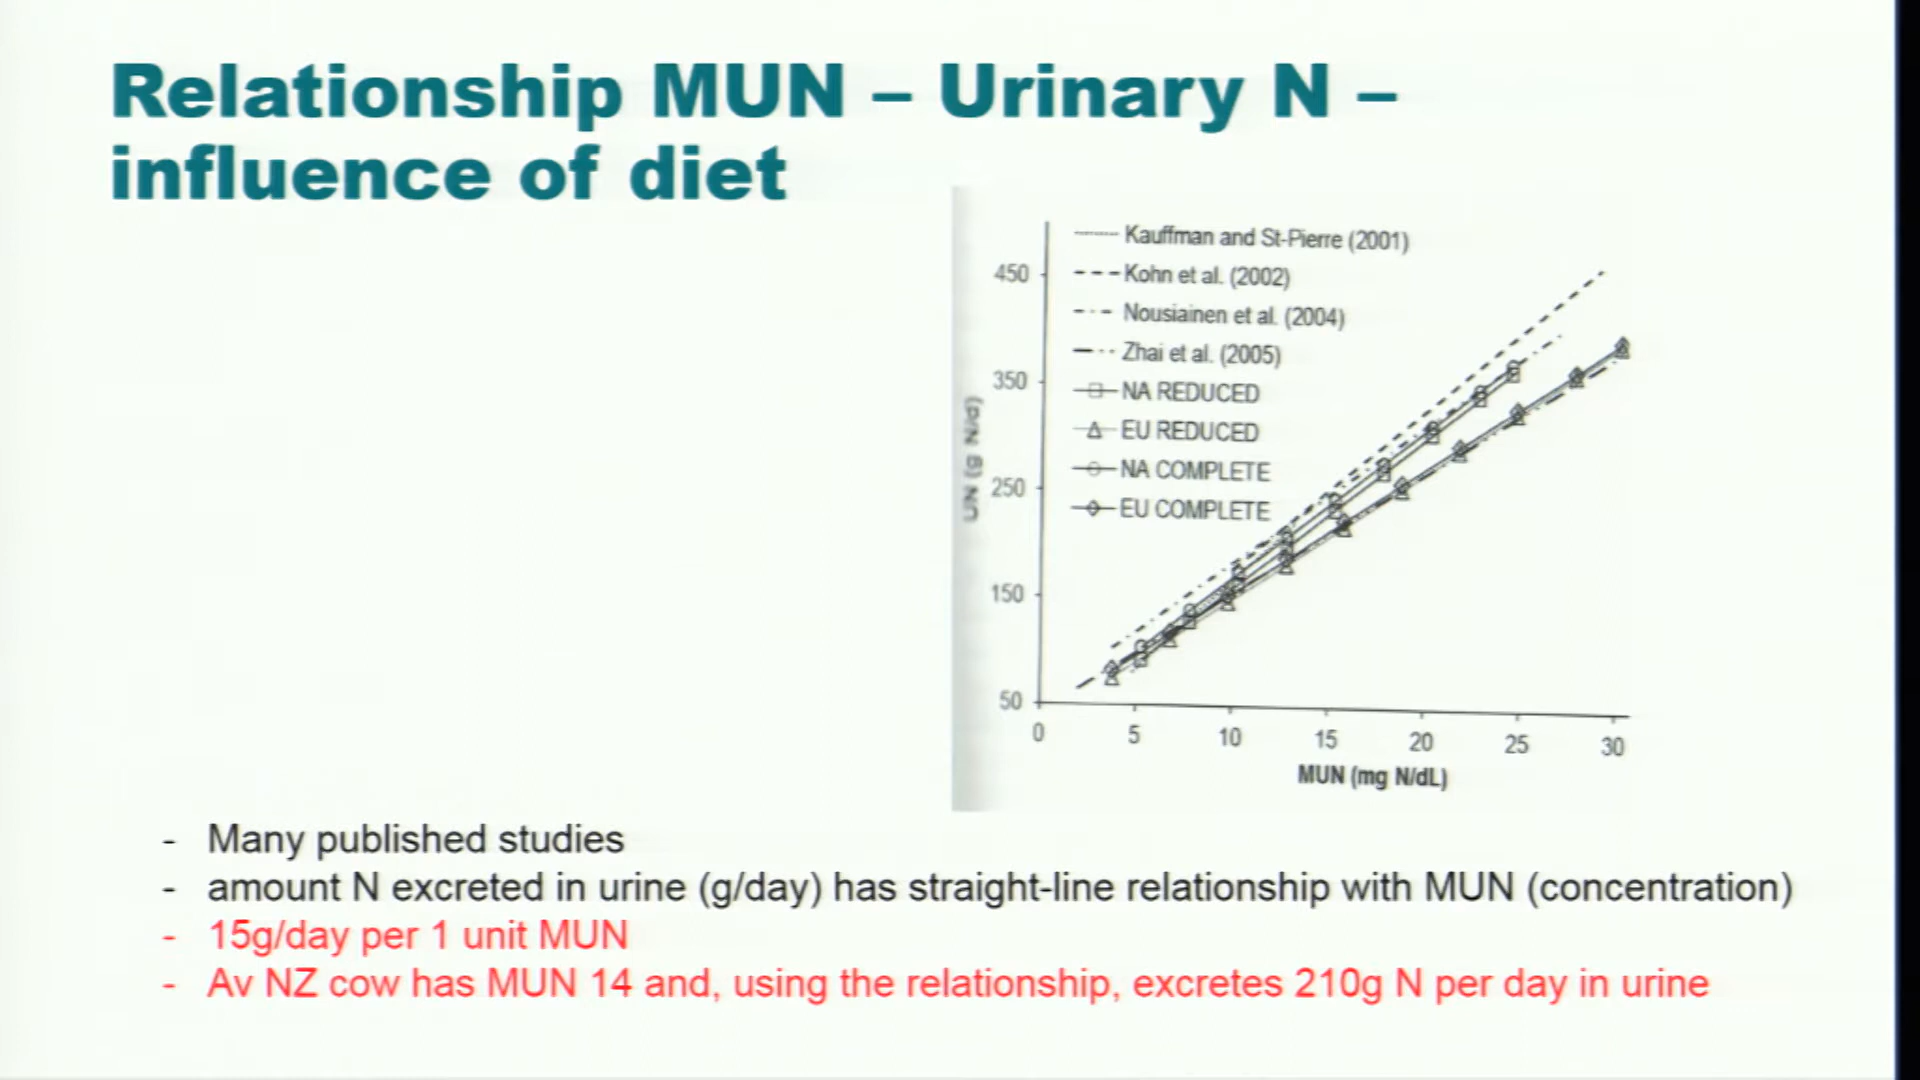 Relationship MUN – Urinary N –
influence of diet
Kauffman and St-Pierre (2001)
Kohn et al. (2002)
Nousiainen et al. (2004)
Zhai et al. (2005)
NA REDUCED
EU REDUCED
NA COMPLETE
EU COMPLETE
450
350
250
150
50
UN (g N/d)
0 5 10 15 20 25 30
MUN (mg N/dL)
- Many published studies
- amount N excreted in urine (g/day) has straight-line relationship with MUN (concentration)
- 15g/day per 1 unit MUN
- Av NZ cow has MUN 14 and, using the relationship, excretes 210g N per day in urine